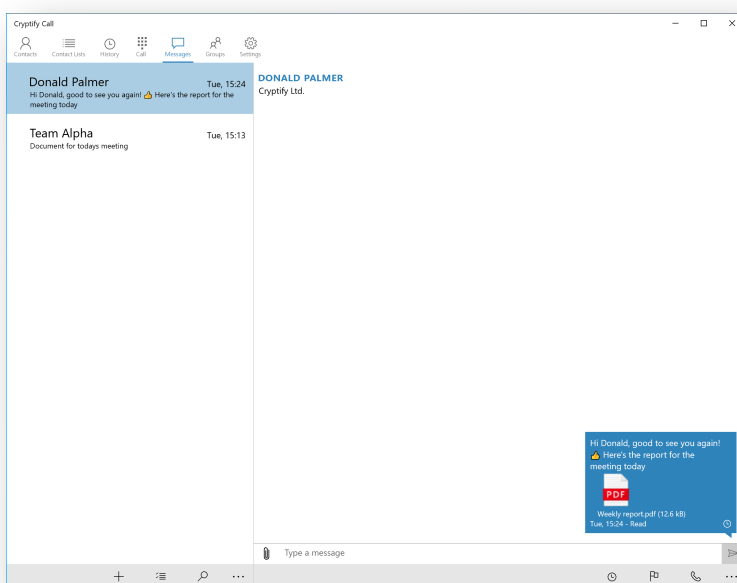 Cryptify Call
Contacts
Contact Lists
History
Call
Messages
Groups
Settings
Donald Palmer
Tue, 15:24
Hi Donald, good to see you again! 👍 Here's the report for the
meeting today
Team Alpha
Tue, 15:13
Document for todays meeting
DONALD PALMER
Cryptify Ltd.
Hi Donald, good to see you again!
👍 Here's the report for the
meeting today
PDF
Weekly report.pdf (12.6 kB)
Tue, 15:24 - Read
Type a message